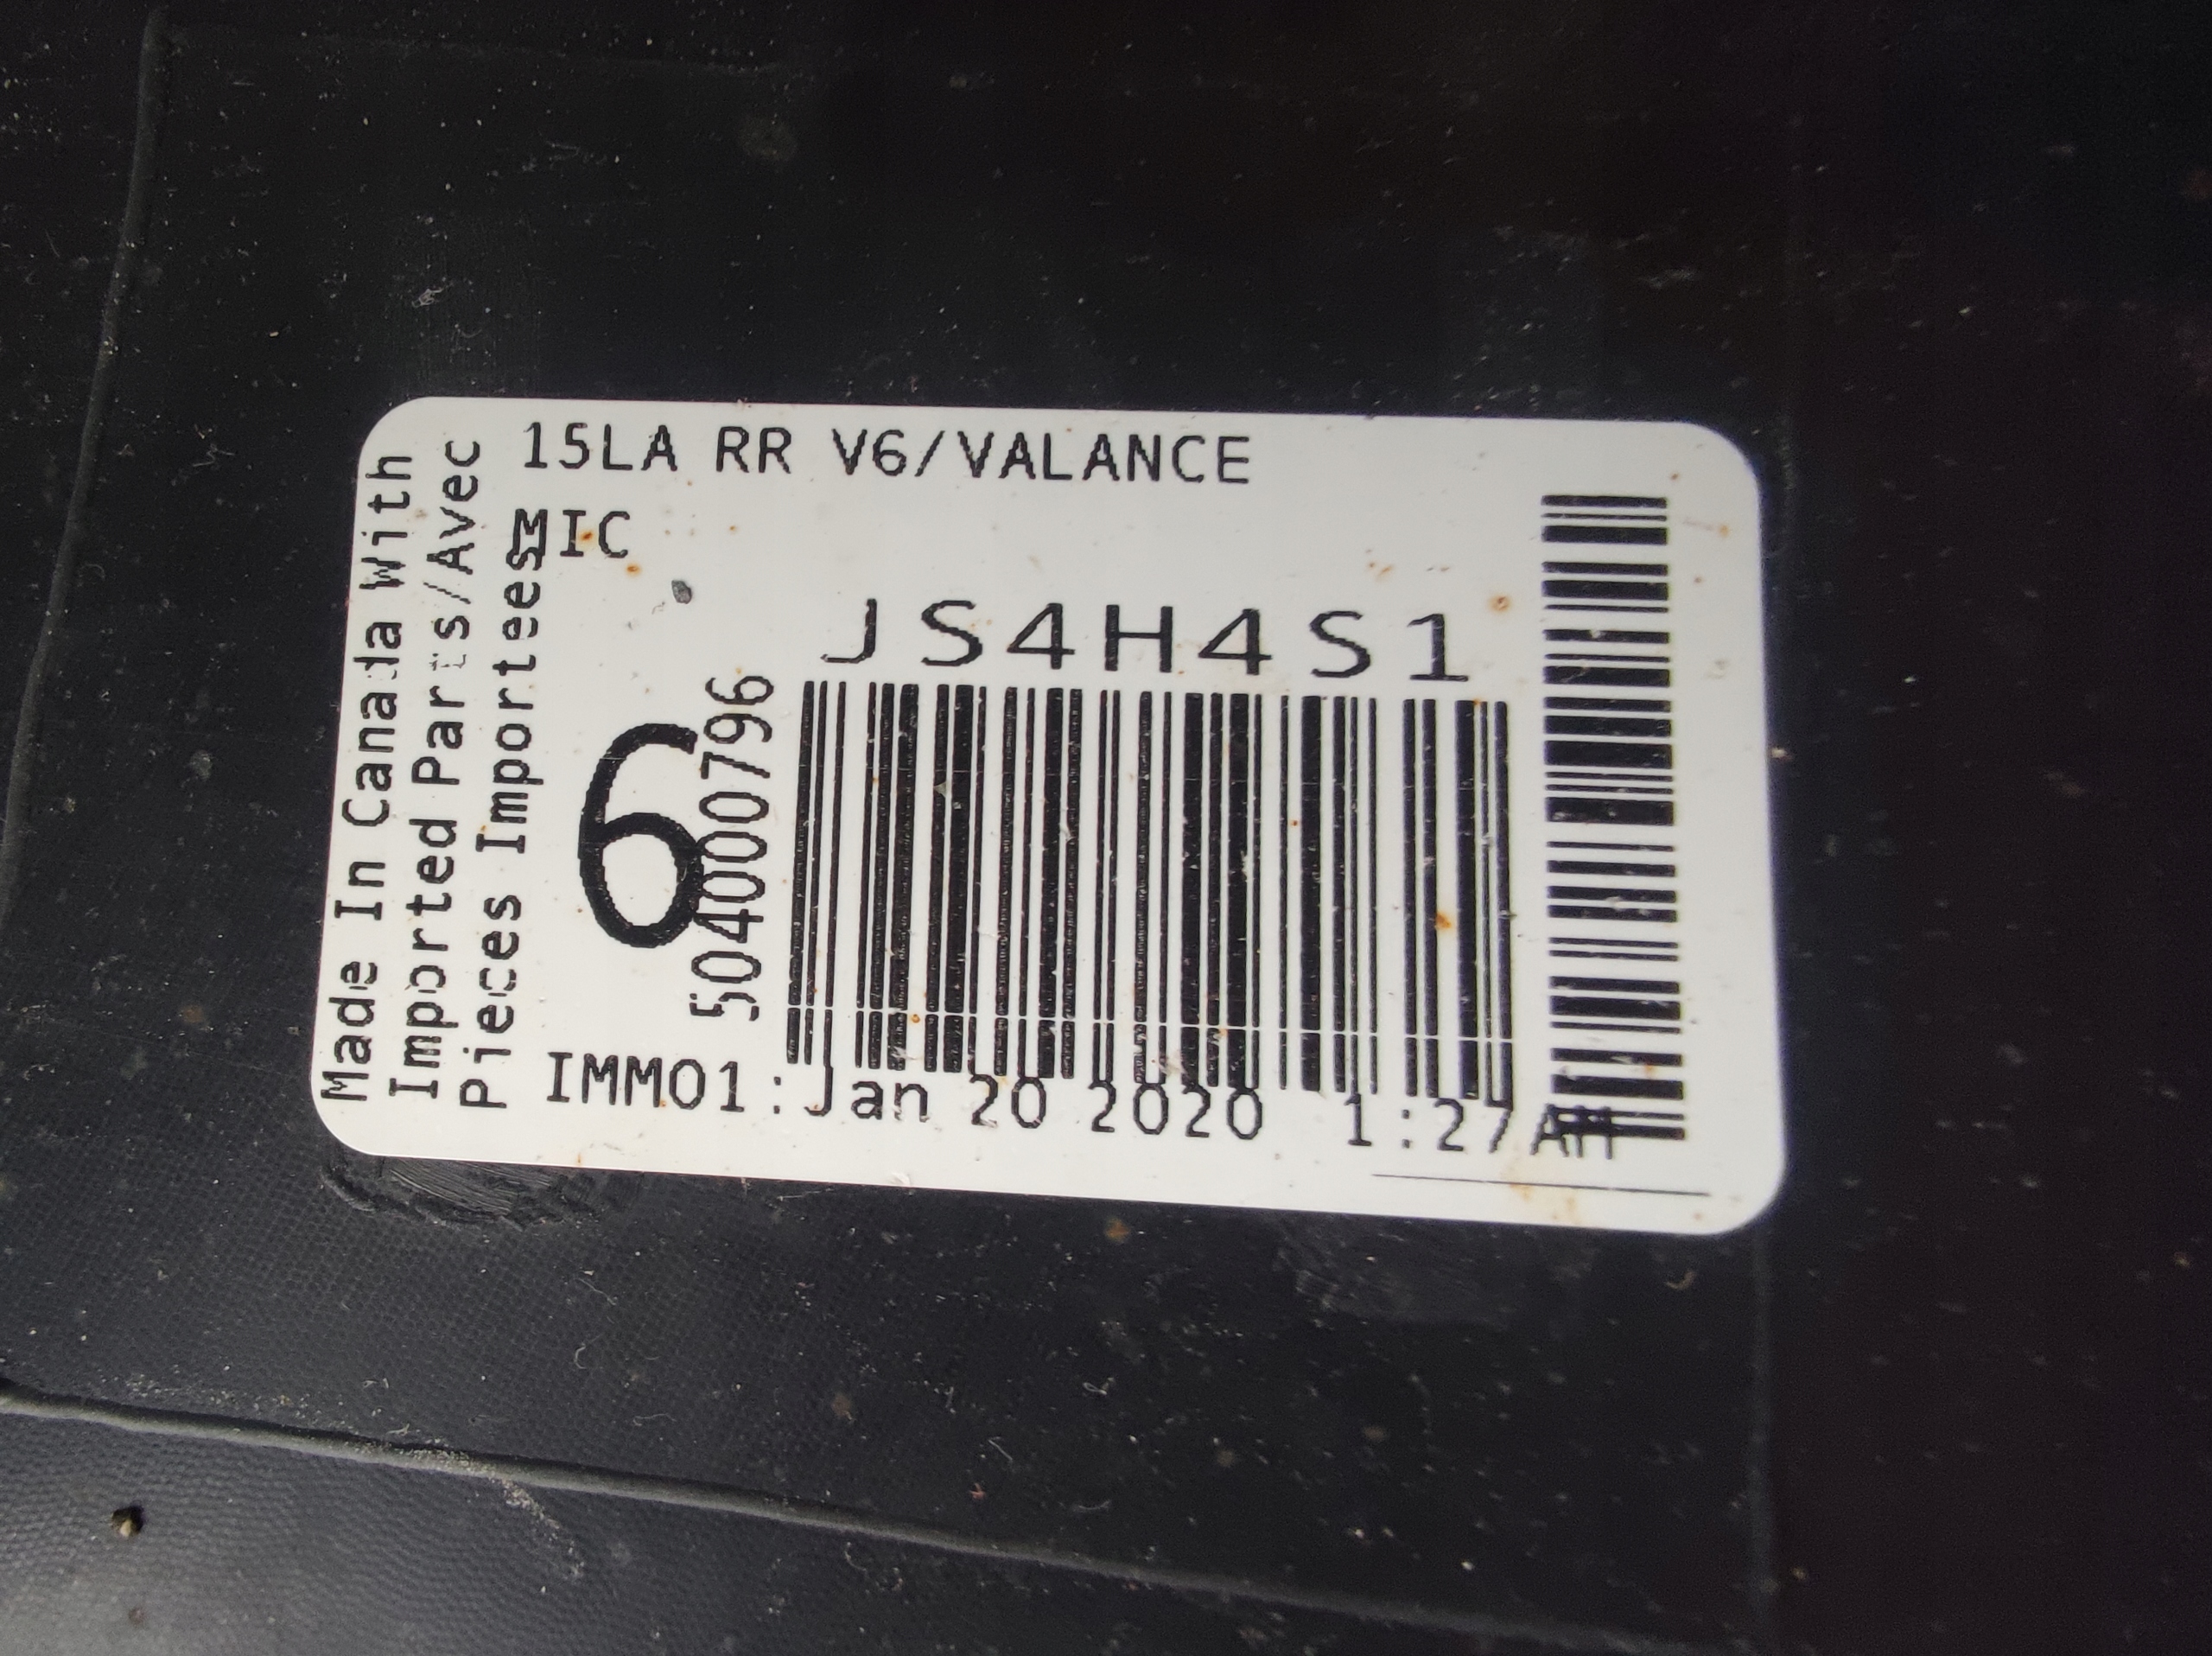 15LA RR V6/VALANCE
MIC
JS4H4S1
Made In Canada With
Imported Parts/Avec
Pieces Importees
6
5040000796
IMM01:Jan 20 2020 1:27AM